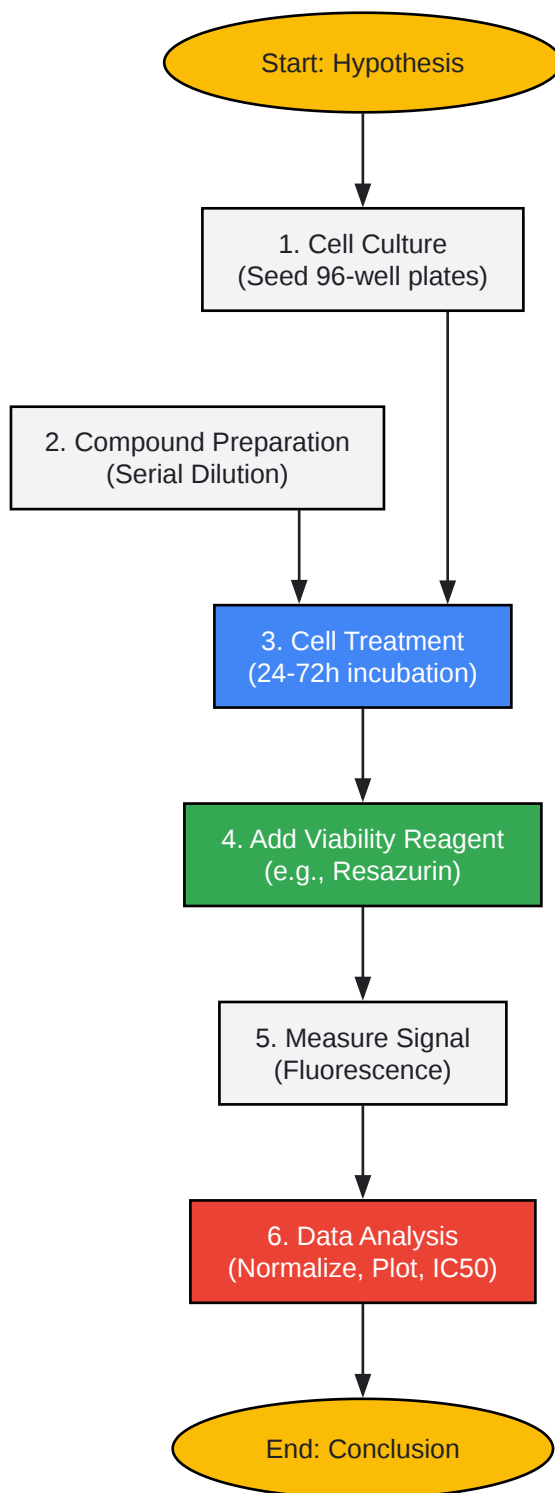 Start: Hypothesis
1. Cell Culture
(Seed 96-well plates)
2. Compound Preparation
(Serial Dilution)
3. Cell Treatment
(24-72h incubation)
4. Add Viability Reagent
(e.g., Resazurin)
5. Measure Signal
(Fluorescence)
6. Data Analysis
(Normalize, Plot, IC50)
End: Conclusion